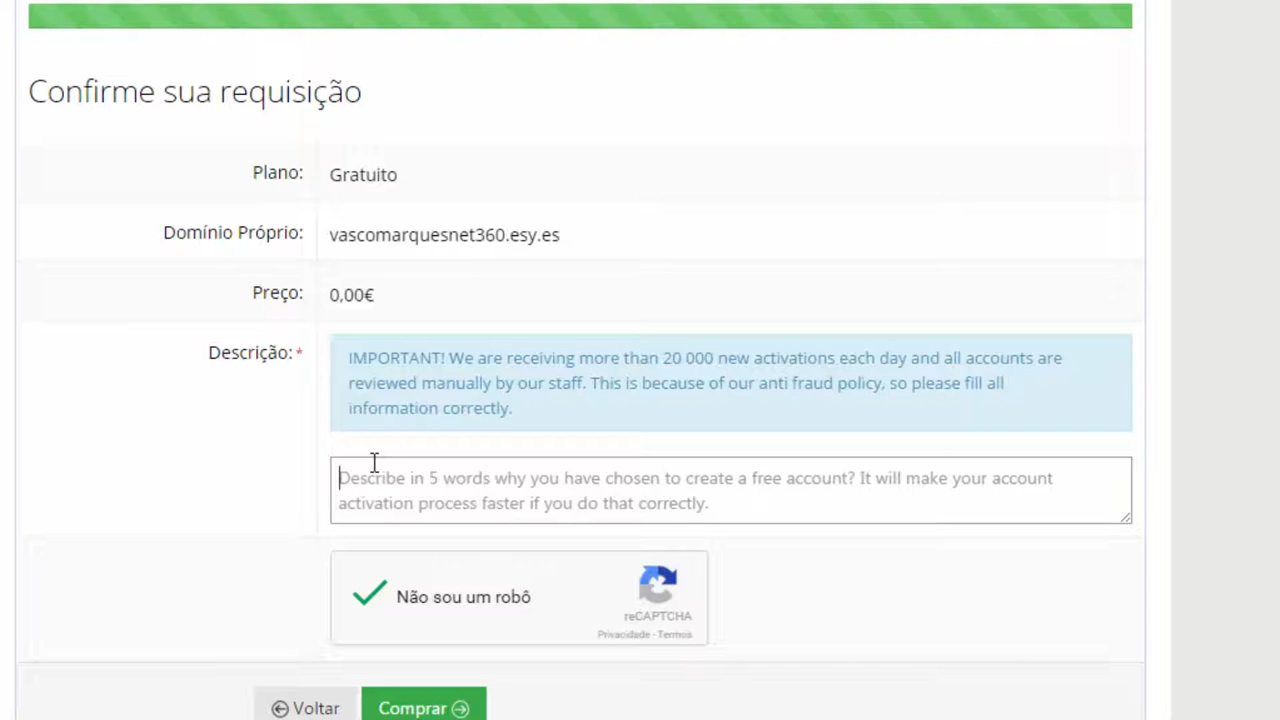 Confirme sua requisição
Plano:
Gratuito
Domínio Próprio:
vascomarquesnet360.esy.es
Preço:
0,00€
Descrição: *
IMPORTANT! We are receiving more than 20 000 new activations each day and all accounts are
reviewed manually by our staff. This is because of our anti fraud policy, so please fill all
information correctly.
Describe in 5 words why you have chosen to create a free account? It will make your account
activation process faster if you do that correctly.
Não sou um robô
reCAPTCHA
Privacidade - Termos
Voltar
Comprar